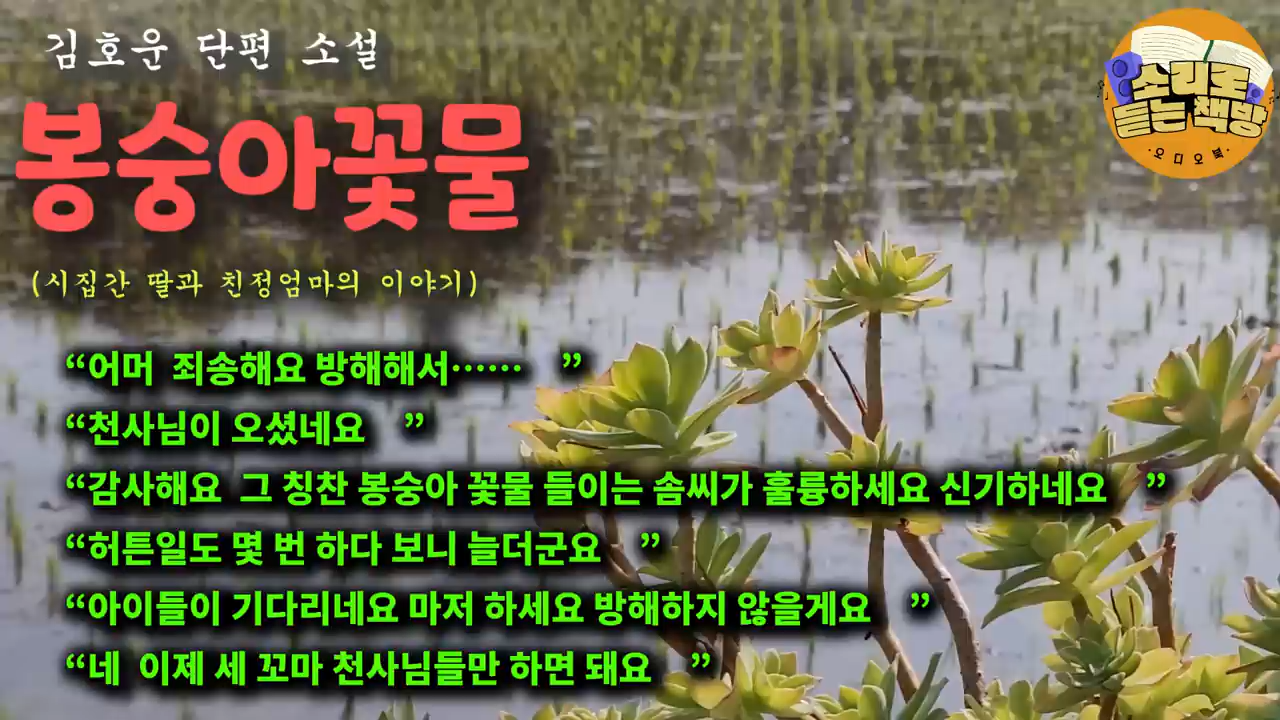 김호운 단편 소설
봉숭아꽃물
(시집간 딸과 친정엄마의 이야기)
소리로
듣는 책방
·오디오북·
“어머 죄송해요 방해해서…… ”
“천사님이 오셨네요 ”
“감사해요 그 칭찬 봉숭아 꽃물 들이는 솜씨가 훌륭하세요 신기하네요 ”
“허튼일도 몇 번 하다 보니 늘더군요 ”
“아이들이 기다리네요 마저 하세요 방해하지 않을게요 ”
“네 이제 세 꼬마 천사님들만 하면 돼요 ”